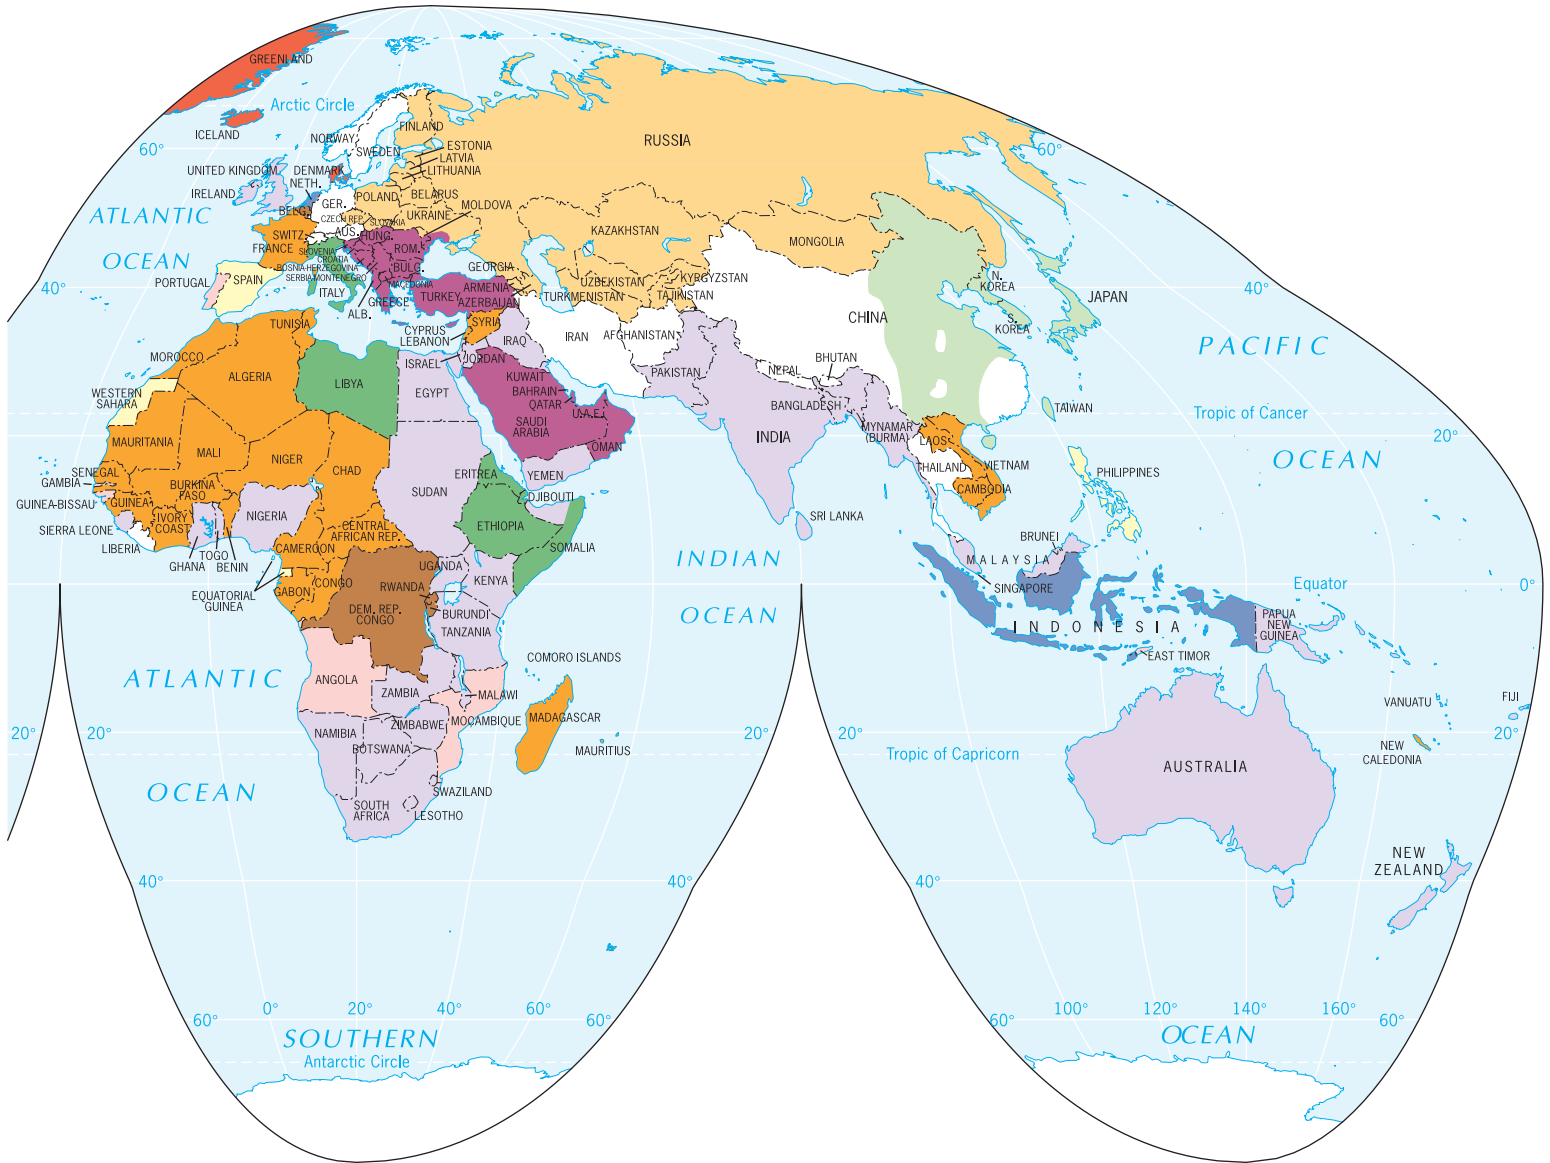 GREENLAND
Arctic Circle
ICELAND
NORWAY
FINLAND
SWEDEN
ESTONIA
LATVIA
LITHUANIA
RUSSIA
60°
60°
UNITED KINGDOM
DENMARK
NETH.
IRELAND
GER.
POLAND
BELARUS
BELG.
CZECH REP.
SLOVAKIA
UKRAINE
MOLDOVA
ATLANTIC
OCEAN
SWITZ.
AUS.
HUNG.
FRANCE
SLOVENIA
CROATIA
BOSNIA-HERZEGOVINA
SERBIA-MONTENEGRO
ROM.
BULG.
MACEDONIA
KAZAKHSTAN
MONGOLIA
PORTUGAL
SPAIN
ITALY
ALB.
GREECE
TURKEY
GEORGIA
ARMENIA
AZERBAIJAN
UZBEKISTAN
TURKMENISTAN
KYRGYZSTAN
TAJIKISTAN
N.
KOREA
S.
KOREA
JAPAN
40°
40°
TUNISIA
CYPRUS
LEBANON
SYRIA
IRAQ
IRAN
AFGHANISTAN
CHINA
PACIFIC
OCEAN
MOROCCO
ALGERIA
LIBYA
ISRAEL
JORDAN
EGYPT
KUWAIT
BAHRAIN
QATAR
U.A.E.
SAUDI
ARABIA
OMAN
YEMEN
PAKISTAN
NEPAL
BHUTAN
BANGLADESH
INDIA
MYNAMAR
(BURMA)
LAOS
THAILAND
VIETNAM
CAMBODIA
TAIWAN
Tropic of Cancer
20°
PHILIPPINES
WESTERN
SAHARA
MAURITANIA
MALI
NIGER
CHAD
SUDAN
ERITREA
DJIBOUTI
ETHIOPIA
SOMALIA
SENEGAL
GAMBIA
GUINEA-BISSAU
GUINEA
BURKINA
FASO
SIERRA LEONE
LIBERIA
IVORY
COAST
GHANA
TOGO
BENIN
NIGERIA
CAMEROON
CENTRAL
AFRICAN REP.
EQUATORIAL
GUINEA
GABON
CONGO
DEM. REP.
CONGO
RWANDA
UGANDA
KENYA
BURUNDI
TANZANIA
SRI LANKA
INDIAN
OCEAN
BRUNEI
MALAYSIA
SINGAPORE
INDONESIA
Equator
0°
PAPUA
NEW
GUINEA
EAST TIMOR
ATLANTIC
OCEAN
ANGOLA
ZAMBIA
MALAWI
MOCAMBIQUE
COMORO ISLANDS
MADAGASCAR
MAURITIUS
NAMIBIA
ZIMBABWE
BOTSWANA
SWAZILAND
SOUTH
AFRICA
LESOTHO
20°
20°
20°
20°
20°
Tropic of Capricorn
AUSTRALIA
VANUATU
FIJI
NEW
CALEDONIA
NEW
ZEALAND
40°
40°
40°
60°
0°
20°
40°
60°
60°
60°
100°
120°
140°
160°
60°
SOUTHERN
OCEAN
Antarctic Circle